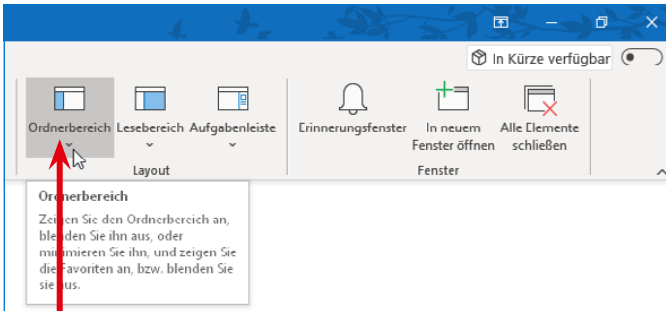 In Kürze verfügbar
Ordnerbereich Lesebereich Aufgabenleiste Erinnerungsfenster In neuem Alle Elemente
Fenster öffnen schließen
Layout Fenster
Ordnerbereich
Zeigen Sie den Ordnerbereich an,
blenden Sie ihn aus, oder
minimieren Sie ihn, und zeigen Sie
die Favoriten an, bzw. blenden Sie
sie aus.